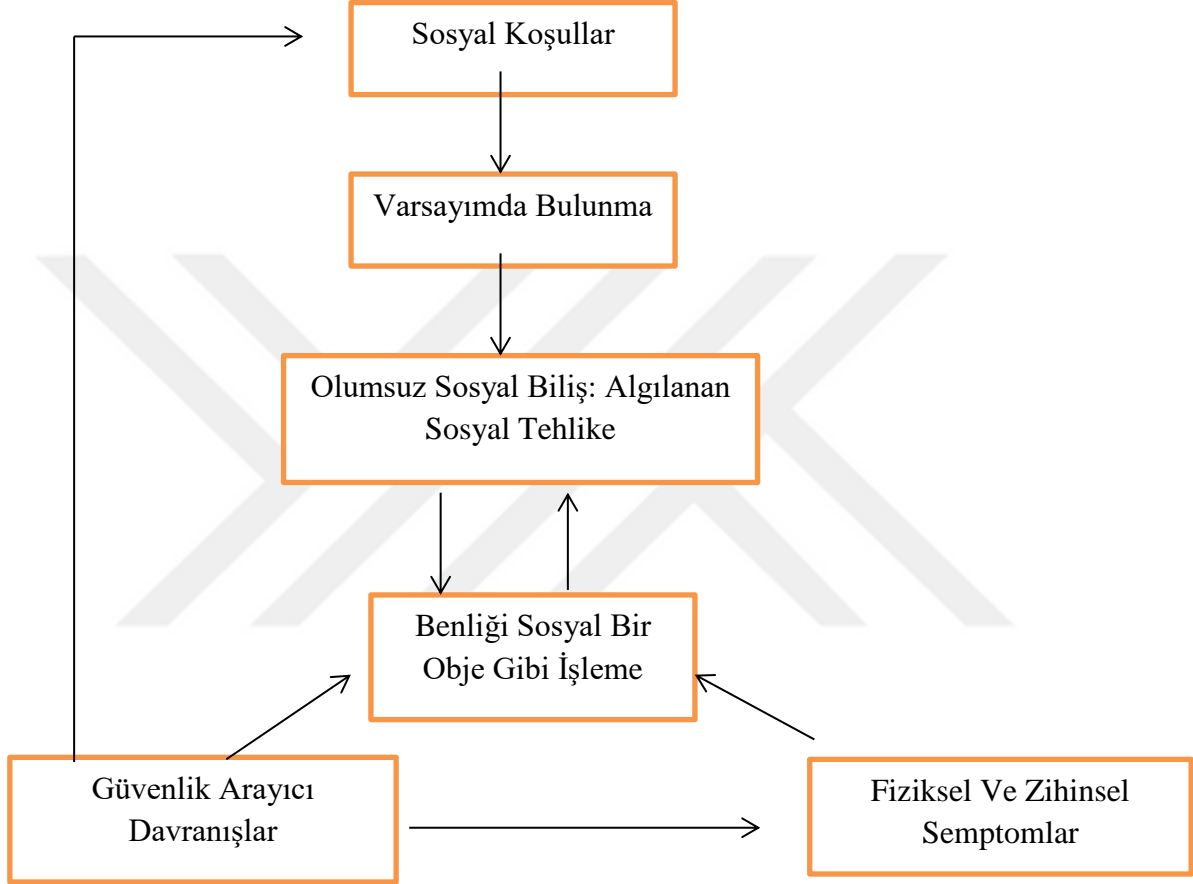 Sosyal Koşullar
Varsayımda Bulunma
Olumsuz Sosyal Biliş: Algılanan
Sosyal Tehlike
Benliği Sosyal Bir
Obje Gibi İşleme
Güvenlik Arayıcı
Davranışlar
Fiziksel Ve Zihinsel
Semptomlar